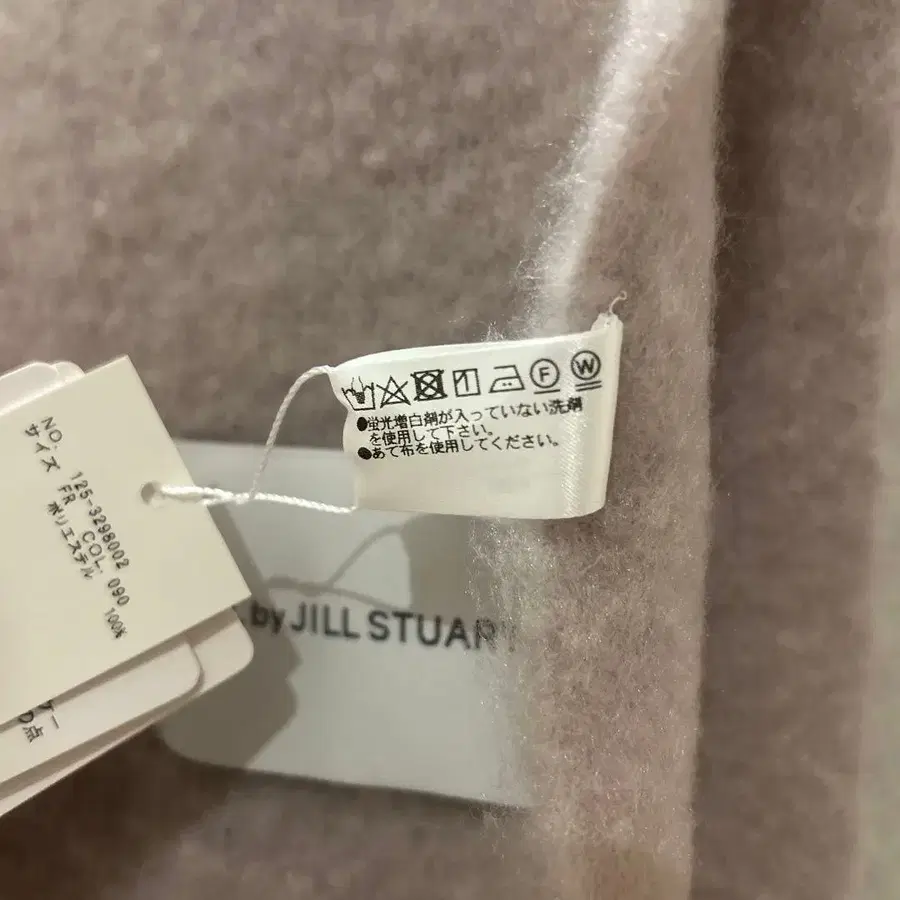 F W
●蛍光増白剤が入っていない洗剤
を使用して下さい。
●あて布を使用してください。
NO. 125-3298002
サイズ FR COL. 090
ポリエステル 100%
by JILL STUART
点